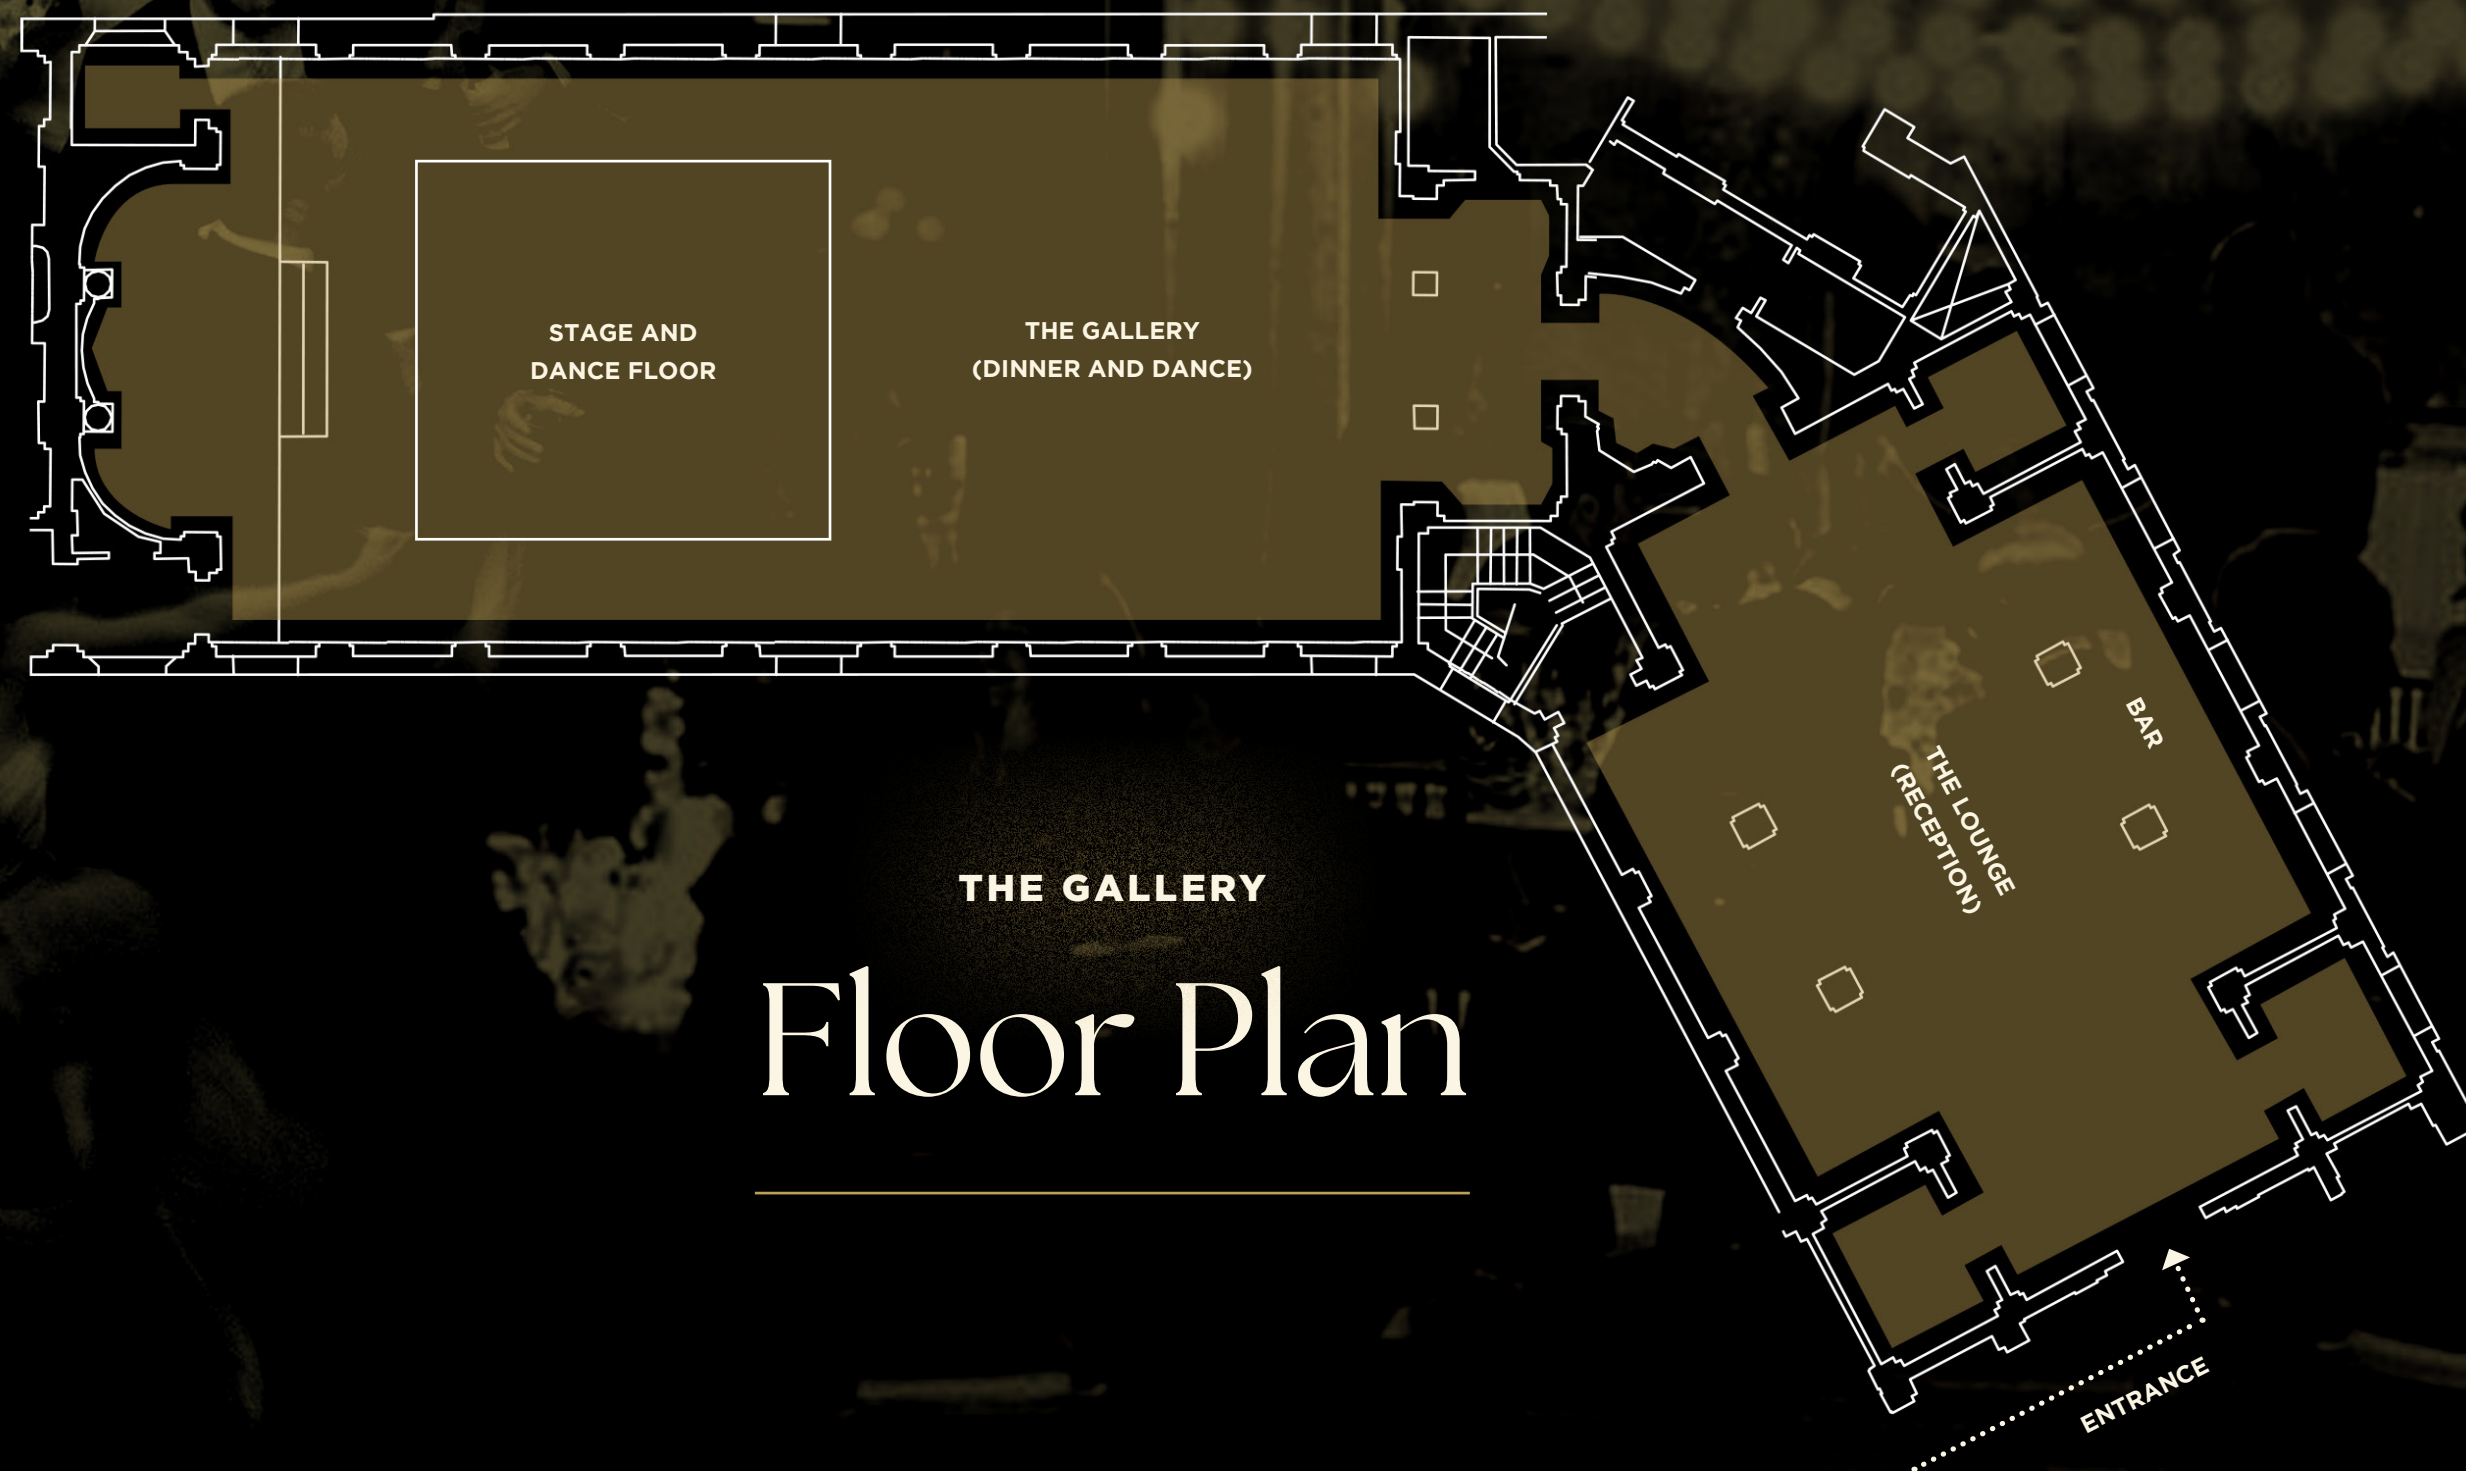 STAGE AND
DANCE FLOOR
THE GALLERY
(DINNER AND DANCE)
BAR
THE LOUNGE
(RECEPTION)
THE GALLERY
Floor Plan
ENTRANCE